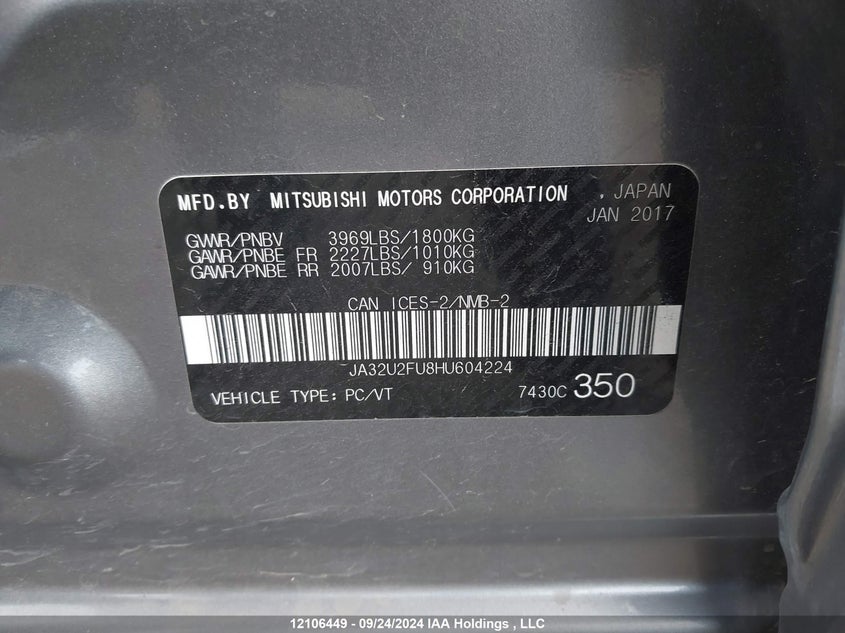 MFD.BY MITSUBISHI MOTORS CORPORATION , JAPAN
JAN 2017
GVWR/PNBV 3969LBS/1800KG
GAWR/PNBE FR 2227LBS/1010KG
GAWR/PNBE RR 2007LBS/ 910KG
CAN ICES-2/NMB-2
JA32U2FU8HU604224
VEHICLE TYPE: PC/VT 7430C 350
12106449 - 09/24/2024 IAA Holdings , LLC